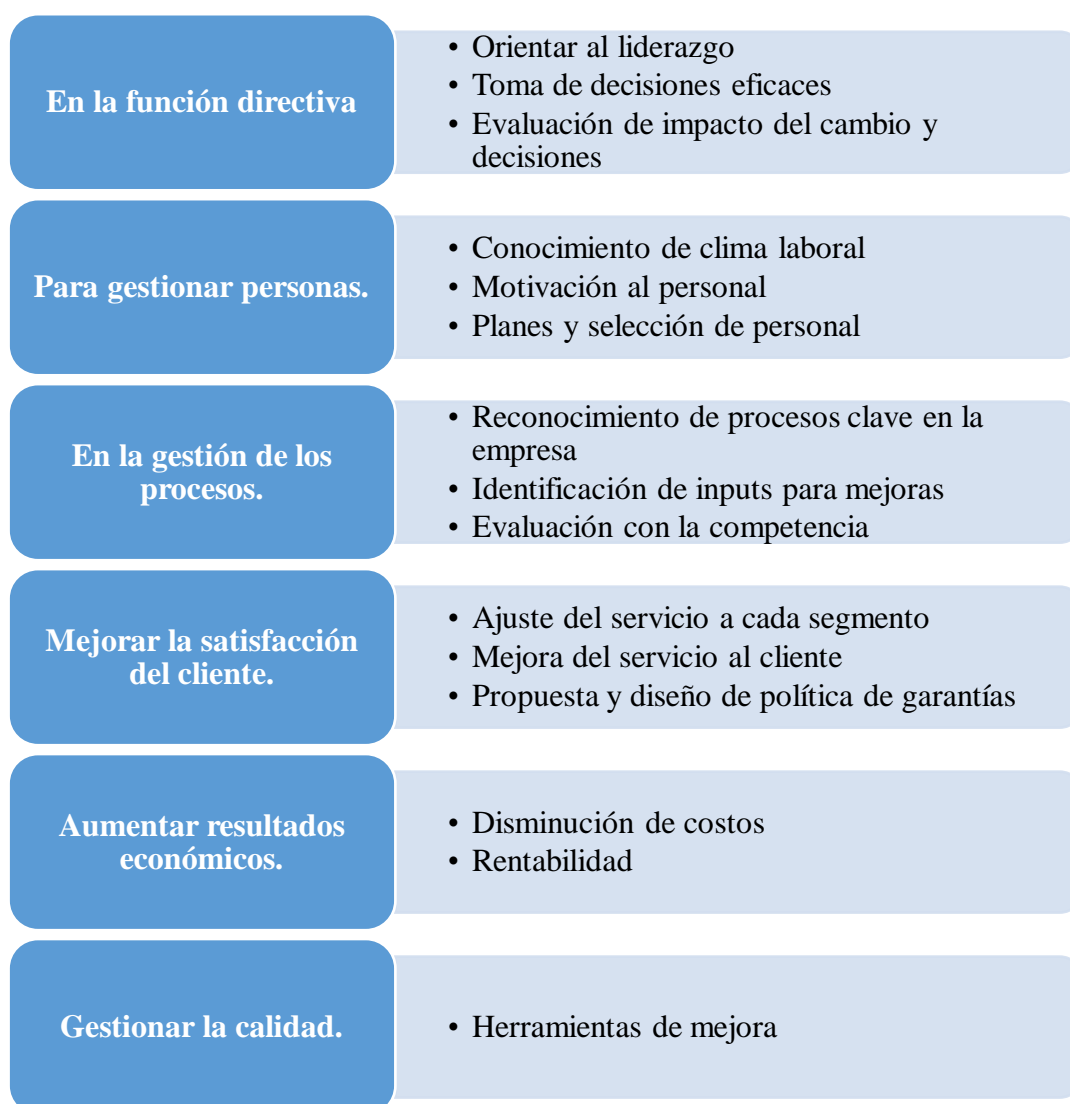 En la función directiva
• Orientar al liderazgo
• Toma de decisiones eficaces
• Evaluación de impacto del cambio y
decisiones
Para gestionar personas.
• Conocimiento de clima laboral
• Motivación al personal
• Planes y selección de personal
En la gestión de los
procesos.
• Reconocimiento de procesos clave en la
empresa
• Identificación de inputs para mejoras
• Evaluación con la competencia
Mejorar la satisfacción
del cliente.
• Ajuste del servicio a cada segmento
• Mejora del servicio al cliente
• Propuesta y diseño de política de garantías
Aumentar resultados
económicos.
• Disminución de costos
• Rentabilidad
Gestionar la calidad.
• Herramientas de mejora